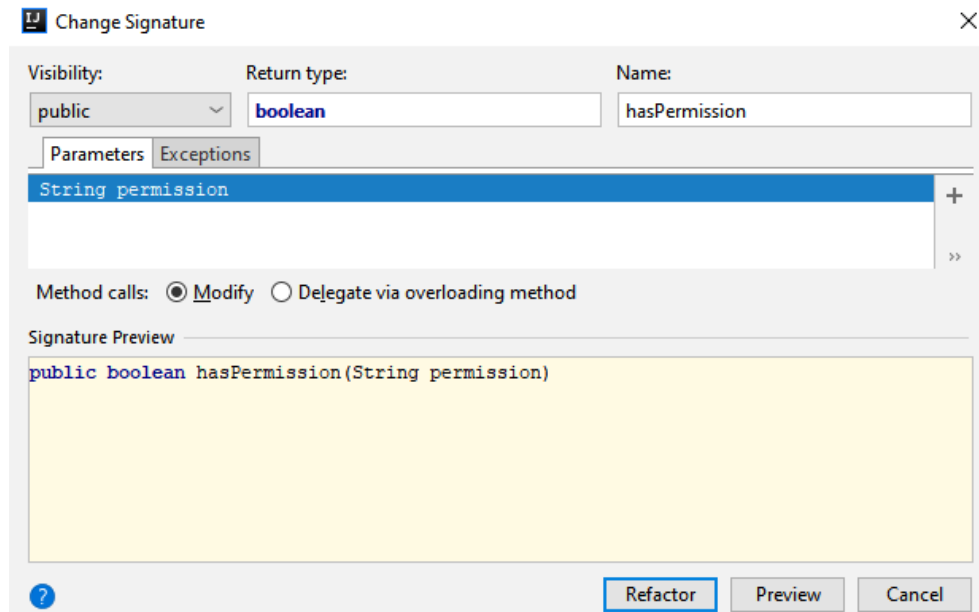 IJ Change Signature
Visibility: Return type: Name:
public boolean hasPermission
Parameters Exceptions
String permission
Method calls: Modify Delegate via overloading method
Signature Preview
public boolean hasPermission(String permission)
? Refactor Preview Cancel